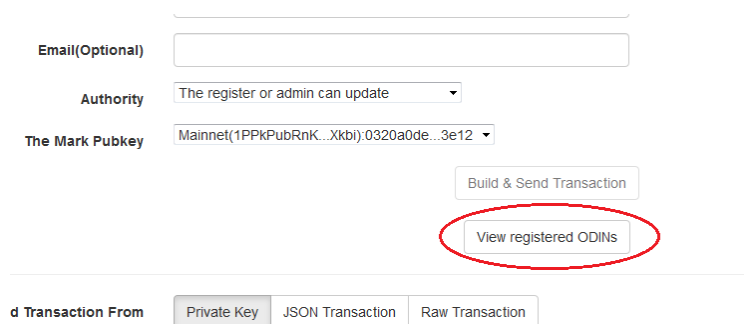 Email(Optional)
Authority The register or admin can update
The Mark Pubkey Mainnet(1PPkPubRnK...Xkbi):0320a0de...3e12
Build & Send Transaction
View registered ODINs
d Transaction From Private Key JSON Transaction Raw Transaction